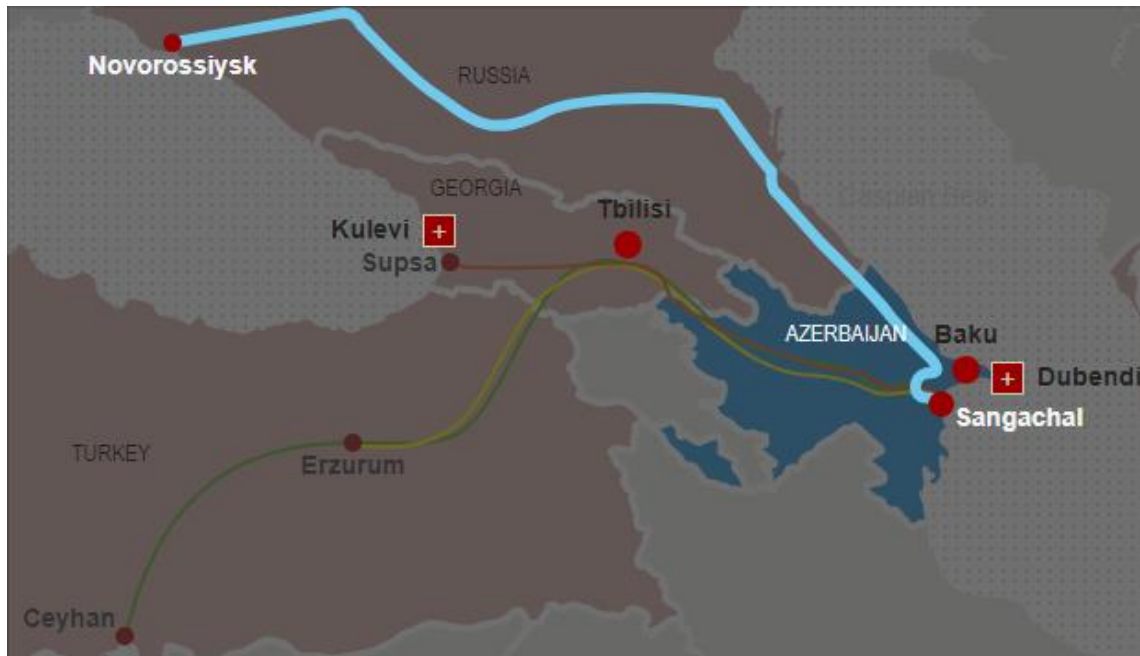 Novorossiysk
RUSSIA
GEORGIA
Tbilisi
Kulevi
Supsa
AZERBAIJAN
Baku
Dubendi
Sangachal
TURKEY
Erzurum
Ceyhan